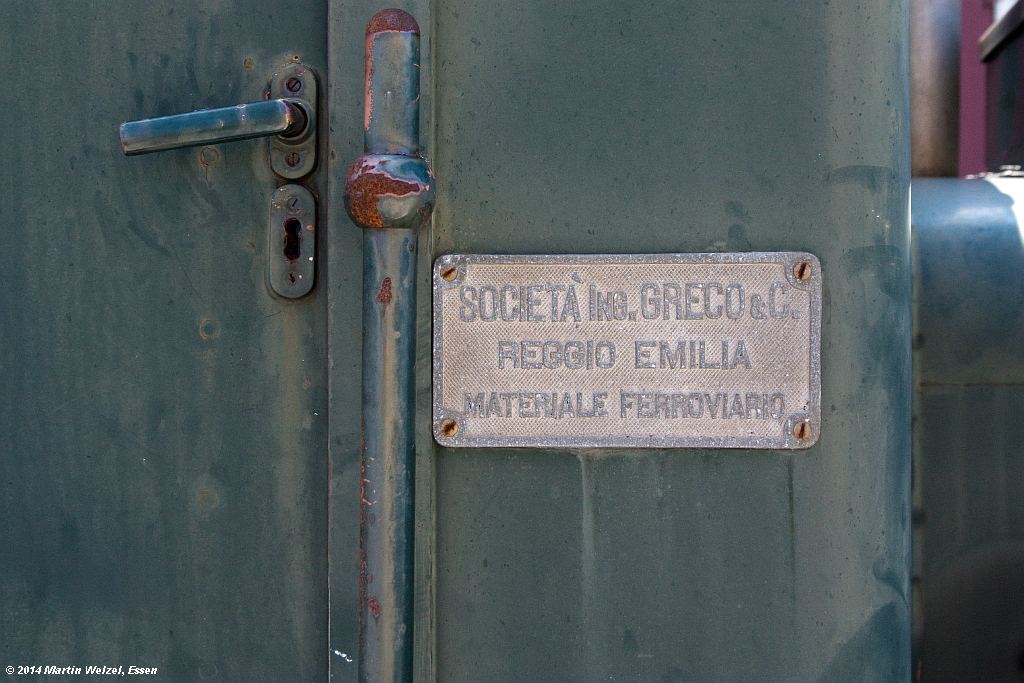 SOCIETÀ ING. GRECO & C.
REGGIO EMILIA
MATERIALE FERROVIARIO
© 2014 Martin Welzel, Essen